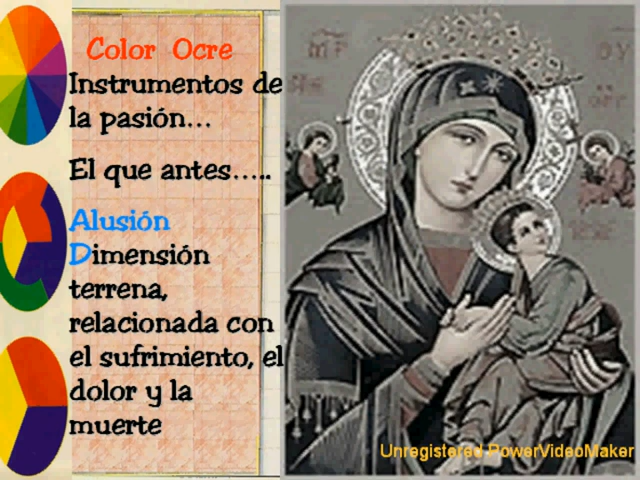 Color Ocre
Instrumentos de
la pasión...
El que antes.....
Alusión
Dimensión
terrena,
relacionada con
el sufrimiento, el
dolor y la
muerte
Unregistered PowerVideoMaker